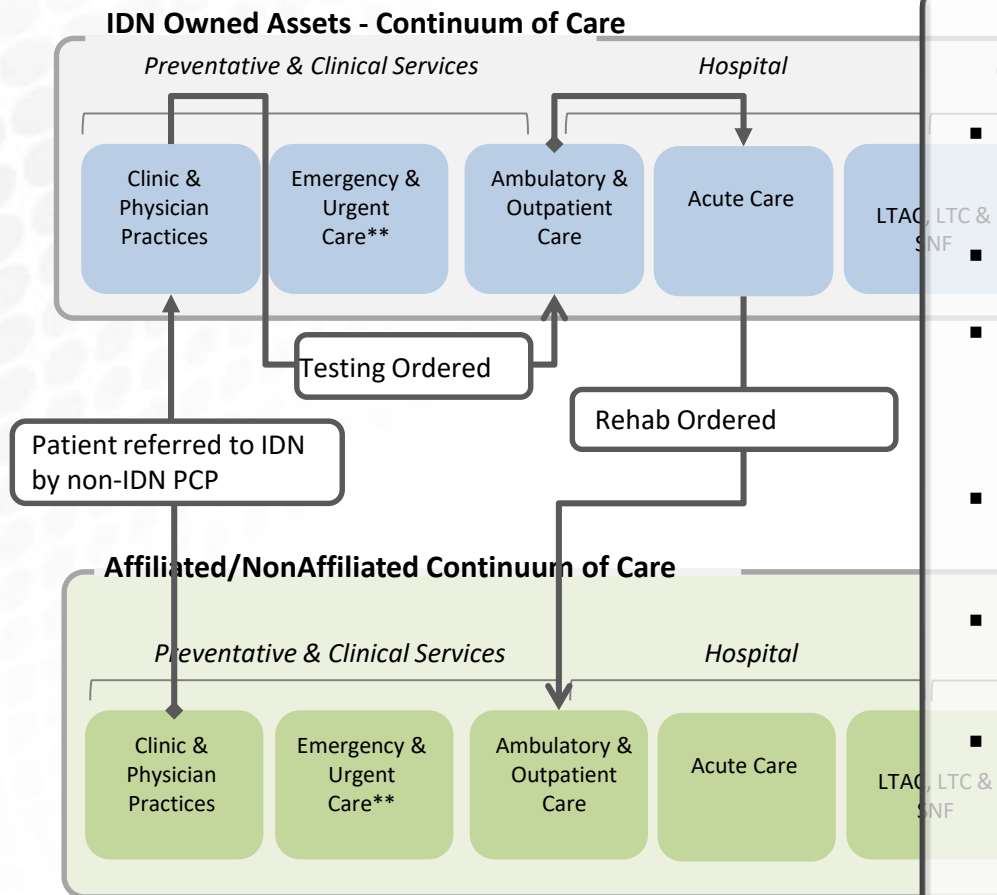 IDN Owned Assets - Continuum of Care
Preventative & Clinical Services
Hospital
Clinic &
Physician
Practices
Emergency &
Urgent
Care**
Ambulatory &
Outpatient
Care
Acute Care
LTAC, LTC &
SNF
Testing Ordered
Rehab Ordered
Patient referred to IDN
by non-IDN PCP
Affiliated/NonAffiliated Continuum of Care
Preventative & Clinical Services
Hospital
Clinic &
Physician
Practices
Emergency &
Urgent
Care**
Ambulatory &
Outpatient
Care
Acute Care
LTAC, LTC &
SNF